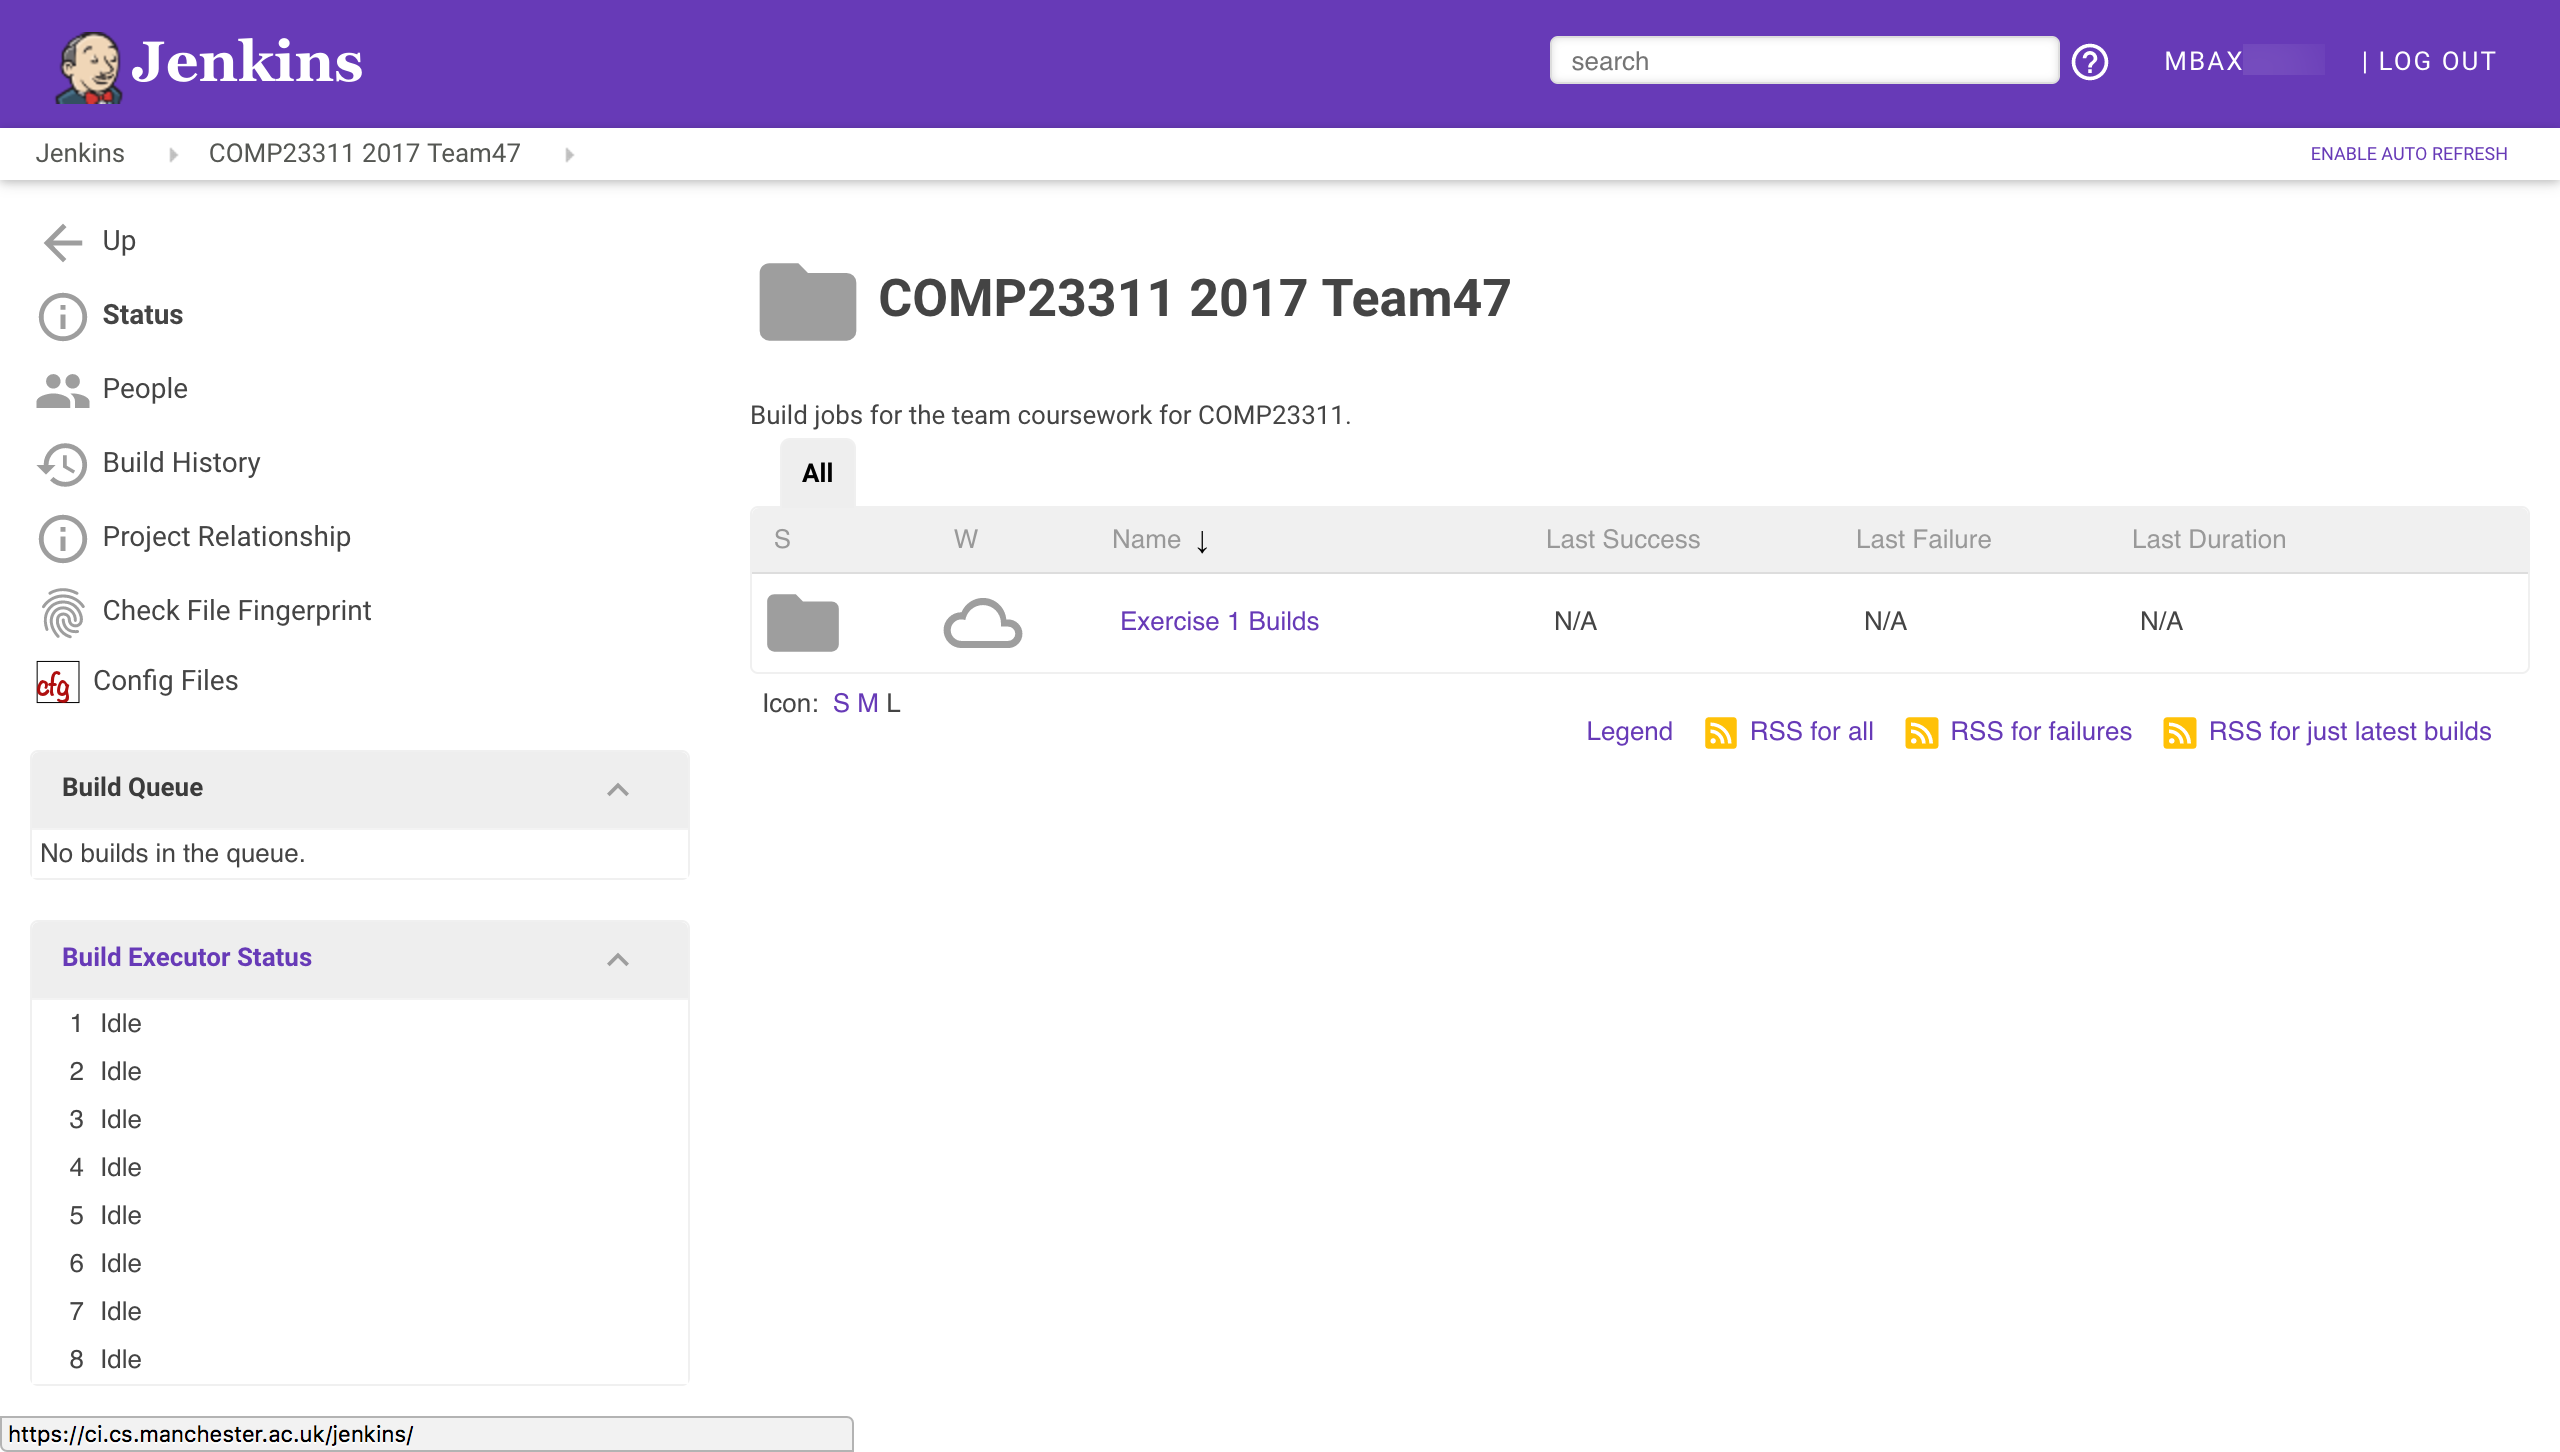 Jenkins
search
MBAX
| LOG OUT
Jenkins
COMP23311 2017 Team47
ENABLE AUTO REFRESH
Up
Status
People
Build History
Project Relationship
Check File Fingerprint
cfg Config Files
Build Queue
No builds in the queue.
Build Executor Status
1 Idle
2 Idle
3 Idle
4 Idle
5 Idle
6 Idle
7 Idle
8 Idle
COMP23311 2017 Team47
Build jobs for the team coursework for COMP23311.
All
S W Name ↓ Last Success Last Failure Last Duration
Exercise 1 Builds N/A N/A N/A
Icon: S M L
Legend RSS for all RSS for failures RSS for just latest builds
https://ci.cs.manchester.ac.uk/jenkins/